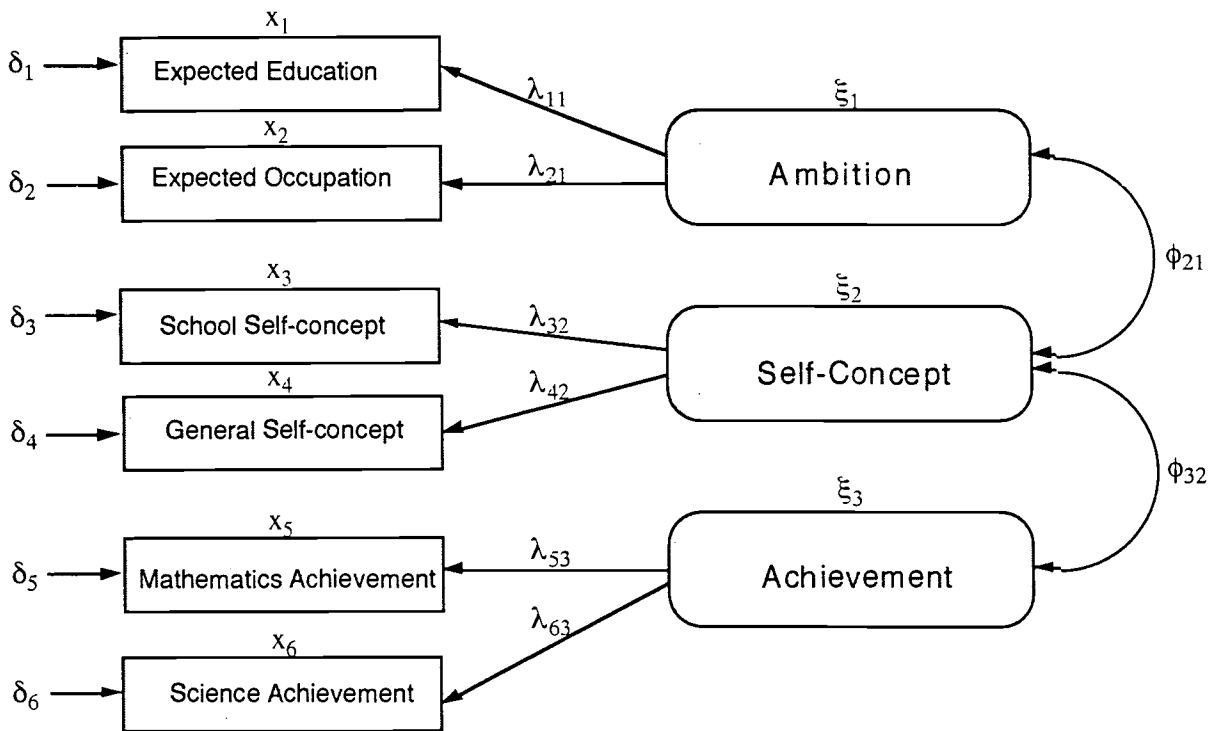 x₁
δ₁ Expected Education
λ₁₁
ξ₁
x₂
δ₂ Expected Occupation
λ₂₁
Ambition
ϕ₂₁
x₃
δ₃ School Self-concept
λ₃₂
ξ₂
x₄
δ₄ General Self-concept
λ₄₂
Self-Concept
ϕ₃₂
x₅
δ₅ Mathematics Achievement
λ₅₃
ξ₃
Achievement
λ₆₃
x₆
δ₆ Science Achievement